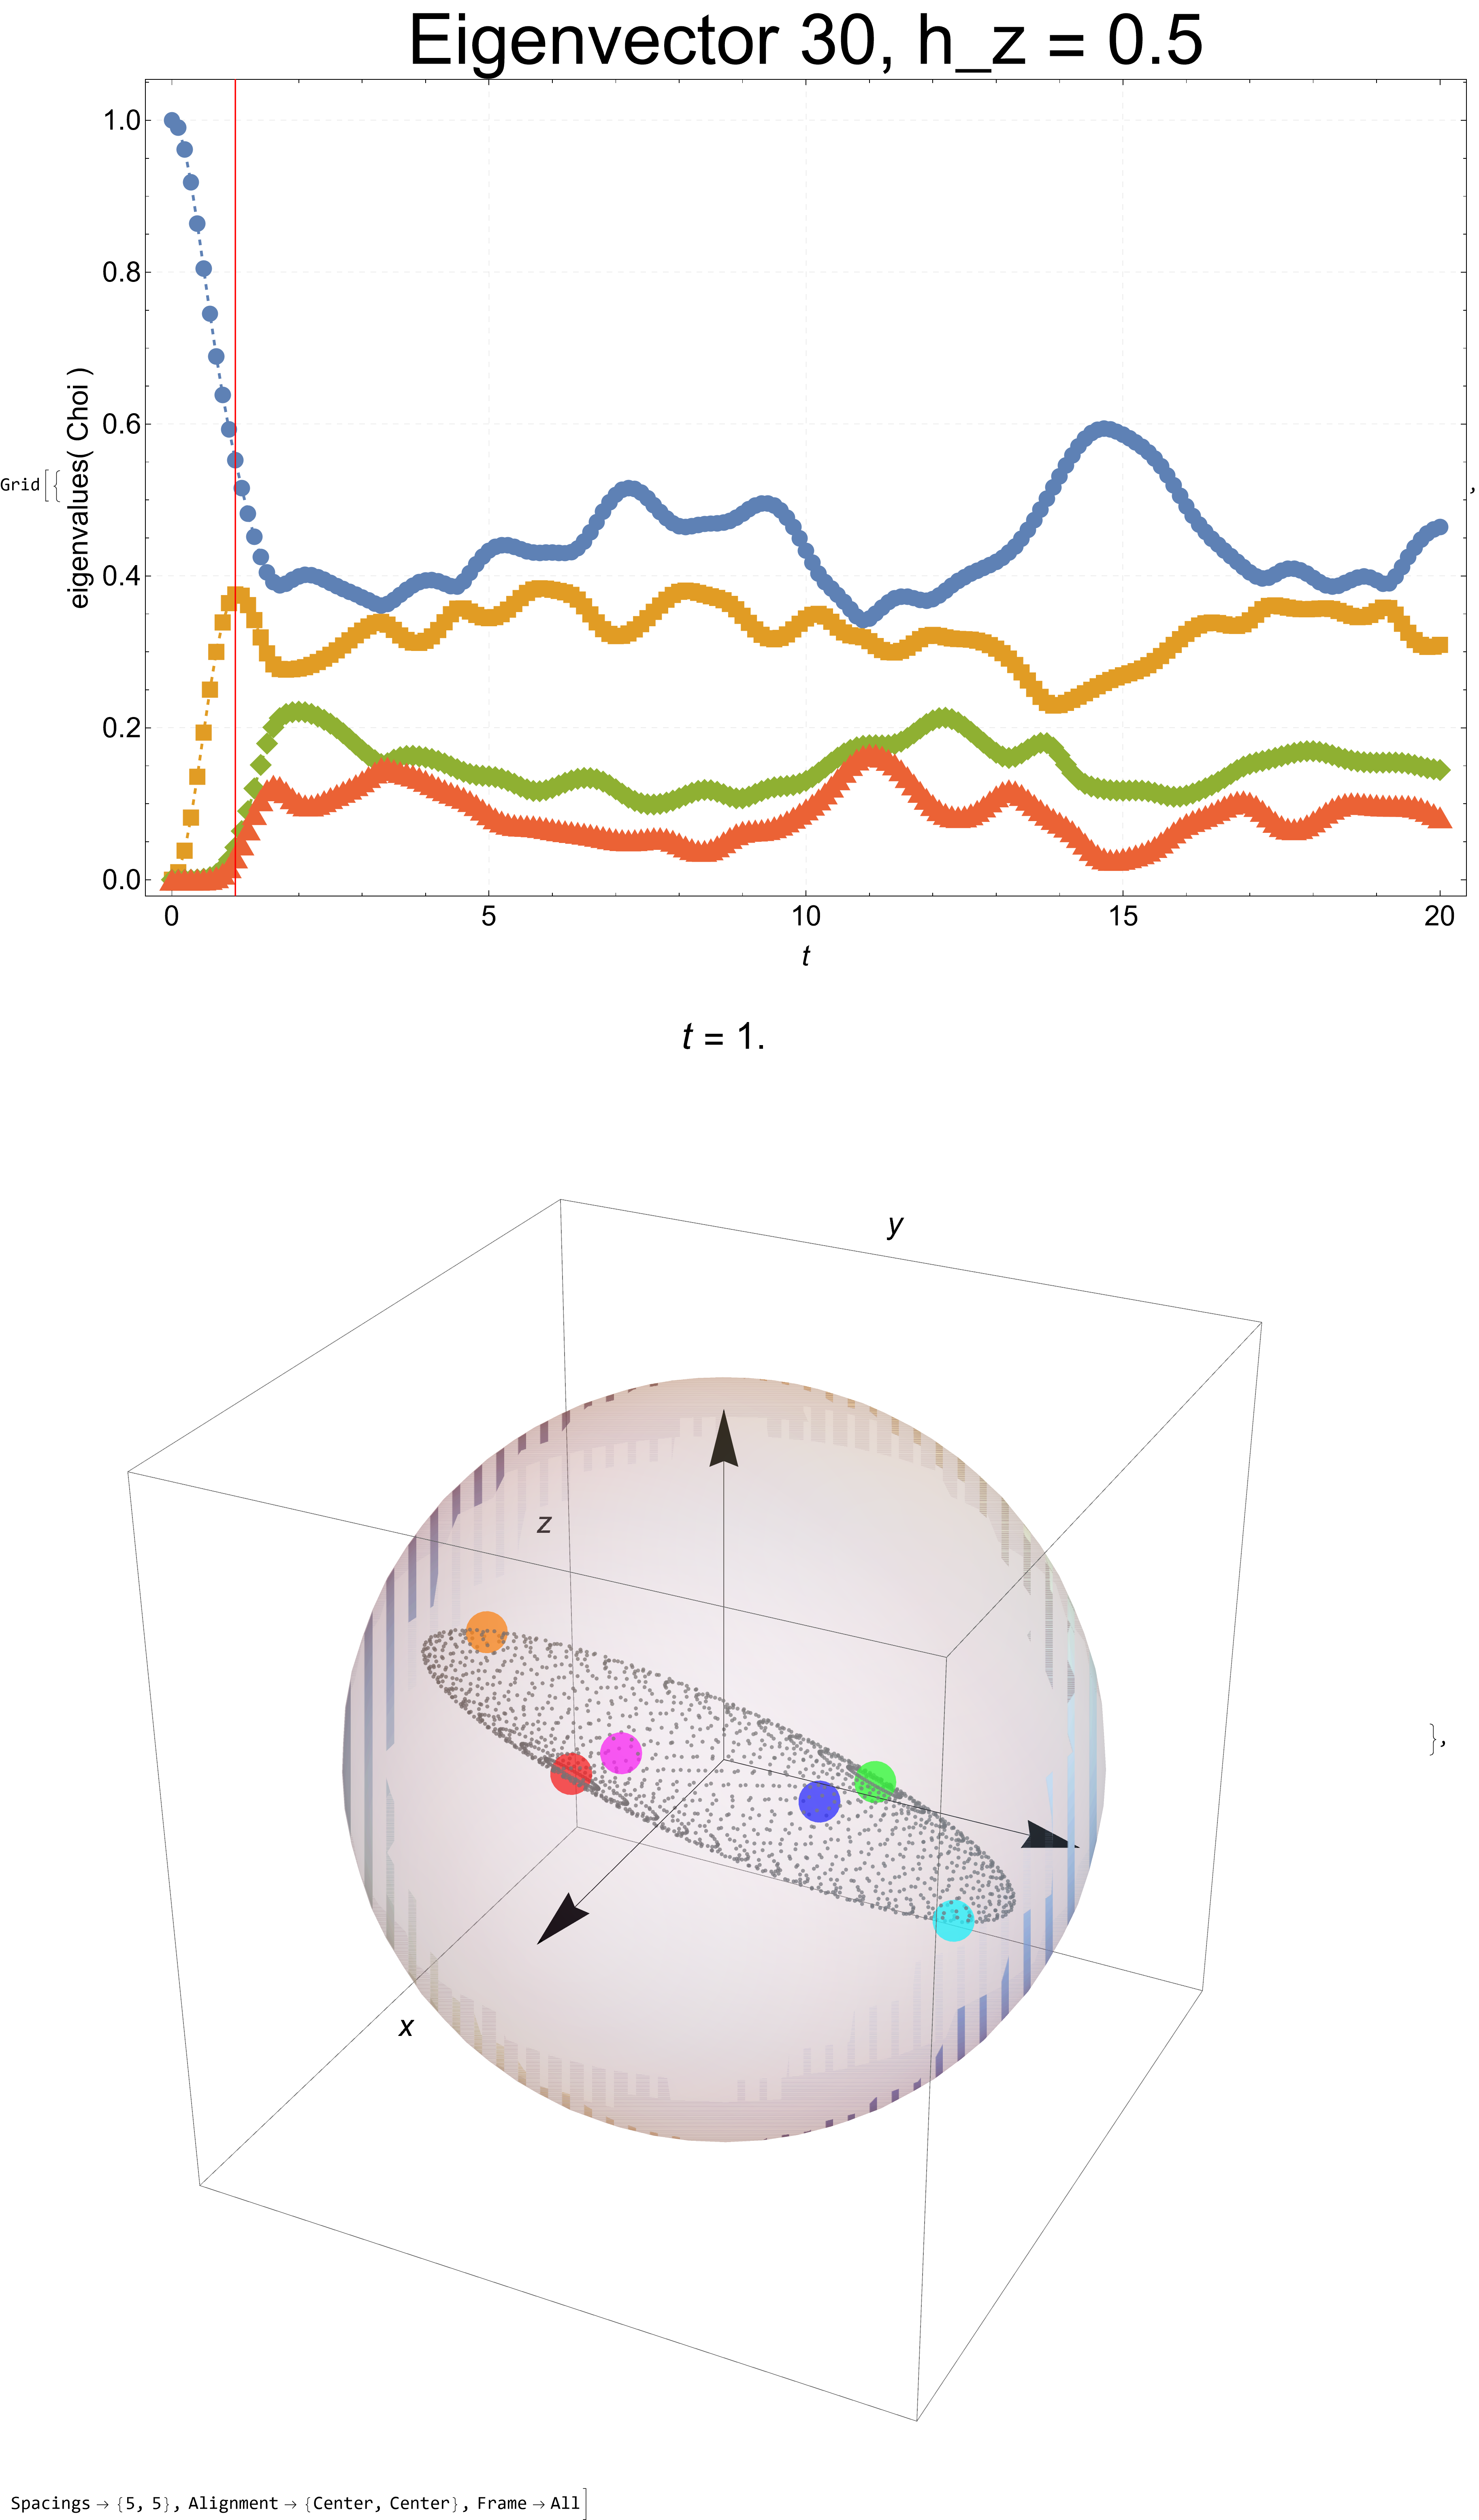 Eigenvector 30, h_z = 0.5
1.0
0.8
0.6
0.4
0.2
0.0
eigenvalues( Choi )
Grid[{
,
0 5 10 15 20
t
t = 1.
y
z
x
},
Spacings → {5, 5}, Alignment → {Center, Center}, Frame → All]